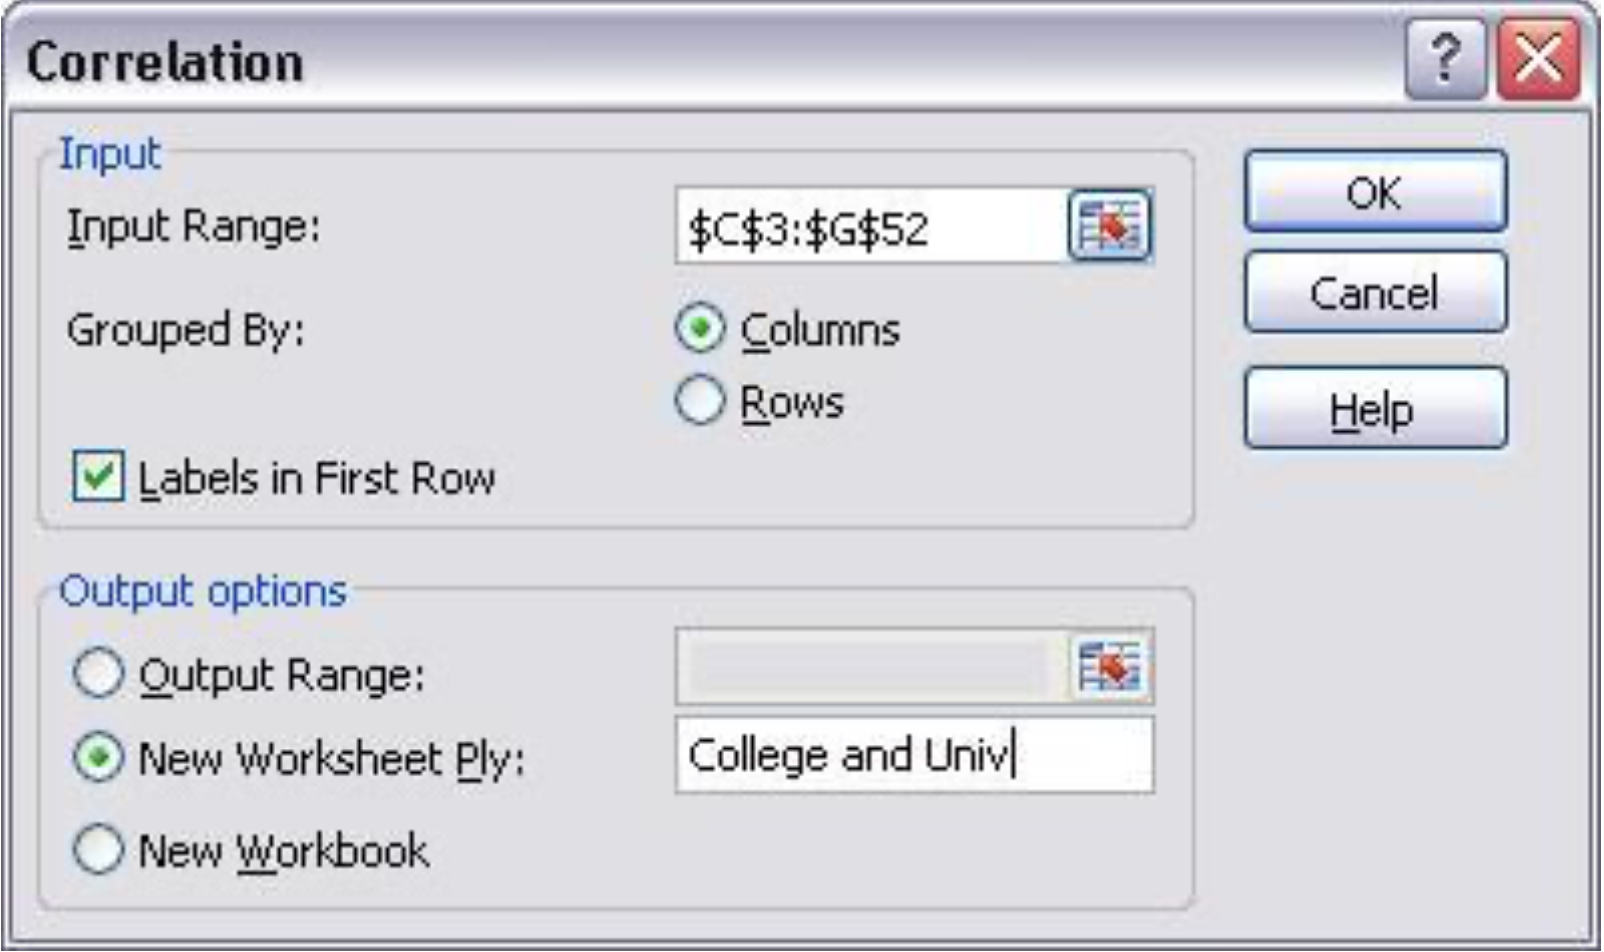 Correlation
?
Input
Input Range:
$C$3:$G$52
Grouped By:
Columns
Rows
Labels in First Row
Output options
Output Range:
New Worksheet Ply:
College and Univ
New Workbook
OK
Cancel
Help